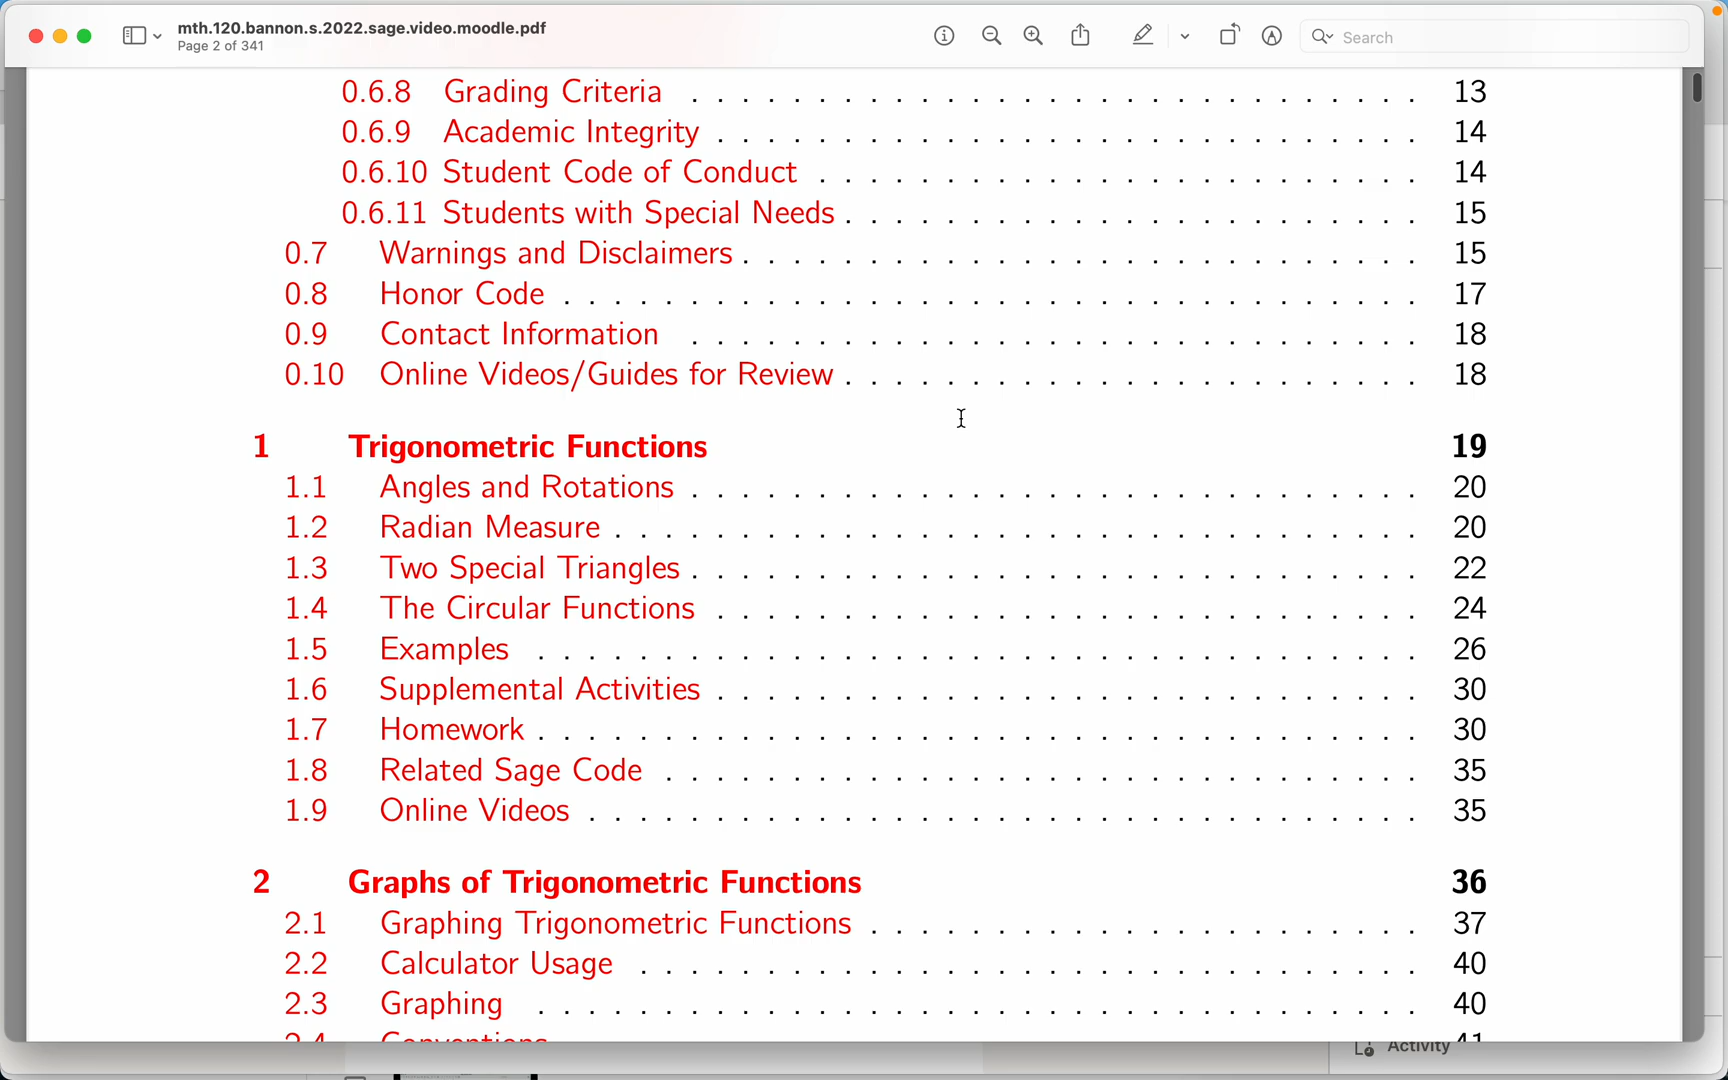 mth.120.bannon.s.2022.sage.video.moodle.pdf
Page 2 of 341
Search
0.6.8 Grading Criteria . . . . . . . . . . . . . . . . . . . . . . . . . . . . . 13
0.6.9 Academic Integrity . . . . . . . . . . . . . . . . . . . . . . . . . . . . 14
0.6.10 Student Code of Conduct . . . . . . . . . . . . . . . . . . . . . . . . 14
0.6.11 Students with Special Needs . . . . . . . . . . . . . . . . . . . . . . . 15
0.7 Warnings and Disclaimers . . . . . . . . . . . . . . . . . . . . . . . . . . . 15
0.8 Honor Code . . . . . . . . . . . . . . . . . . . . . . . . . . . . . . . . . . 17
0.9 Contact Information . . . . . . . . . . . . . . . . . . . . . . . . . . . . . 18
0.10 Online Videos/Guides for Review . . . . . . . . . . . . . . . . . . . . . . . 18
1 Trigonometric Functions 19
1.1 Angles and Rotations . . . . . . . . . . . . . . . . . . . . . . . . . . . . . 20
1.2 Radian Measure . . . . . . . . . . . . . . . . . . . . . . . . . . . . . . . . 20
1.3 Two Special Triangles . . . . . . . . . . . . . . . . . . . . . . . . . . . . . 22
1.4 The Circular Functions . . . . . . . . . . . . . . . . . . . . . . . . . . . . 24
1.5 Examples . . . . . . . . . . . . . . . . . . . . . . . . . . . . . . . . . . . 26
1.6 Supplemental Activities . . . . . . . . . . . . . . . . . . . . . . . . . . . . 30
1.7 Homework . . . . . . . . . . . . . . . . . . . . . . . . . . . . . . . . . . . 30
1.8 Related Sage Code . . . . . . . . . . . . . . . . . . . . . . . . . . . . . . 35
1.9 Online Videos . . . . . . . . . . . . . . . . . . . . . . . . . . . . . . . . . 35
2 Graphs of Trigonometric Functions 36
2.1 Graphing Trigonometric Functions . . . . . . . . . . . . . . . . . . . . . . 37
2.2 Calculator Usage . . . . . . . . . . . . . . . . . . . . . . . . . . . . . . . 40
2.3 Graphing . . . . . . . . . . . . . . . . . . . . . . . . . . . . . . . . . . . 40
2.4 Conventions 41
Activity